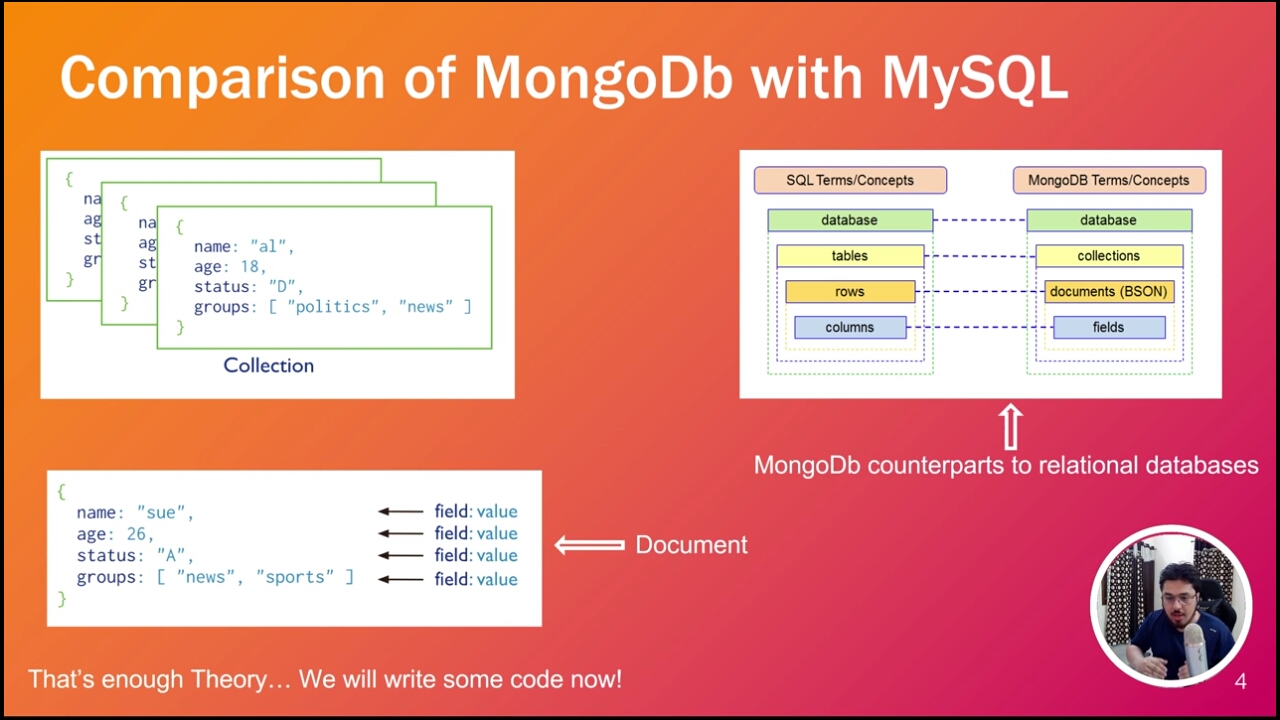 Comparison of MongoDb with MySQL
{
na
ag
st
gr
}
{
na
ag
st
gr
}
{
name: "al",
age: 18,
status: "D",
groups: [ "politics", "news" ]
}
Collection
SQL Terms/Concepts
MongoDB Terms/Concepts
database
database
tables
collections
rows
documents (BSON)
columns
fields
MongoDb counterparts to relational databases
{
name: "sue", field: value
age: 26, field: value
status: "A", field: value
groups: [ "news", "sports" ] field: value
}
Document
That's enough Theory... We will write some code now!
4